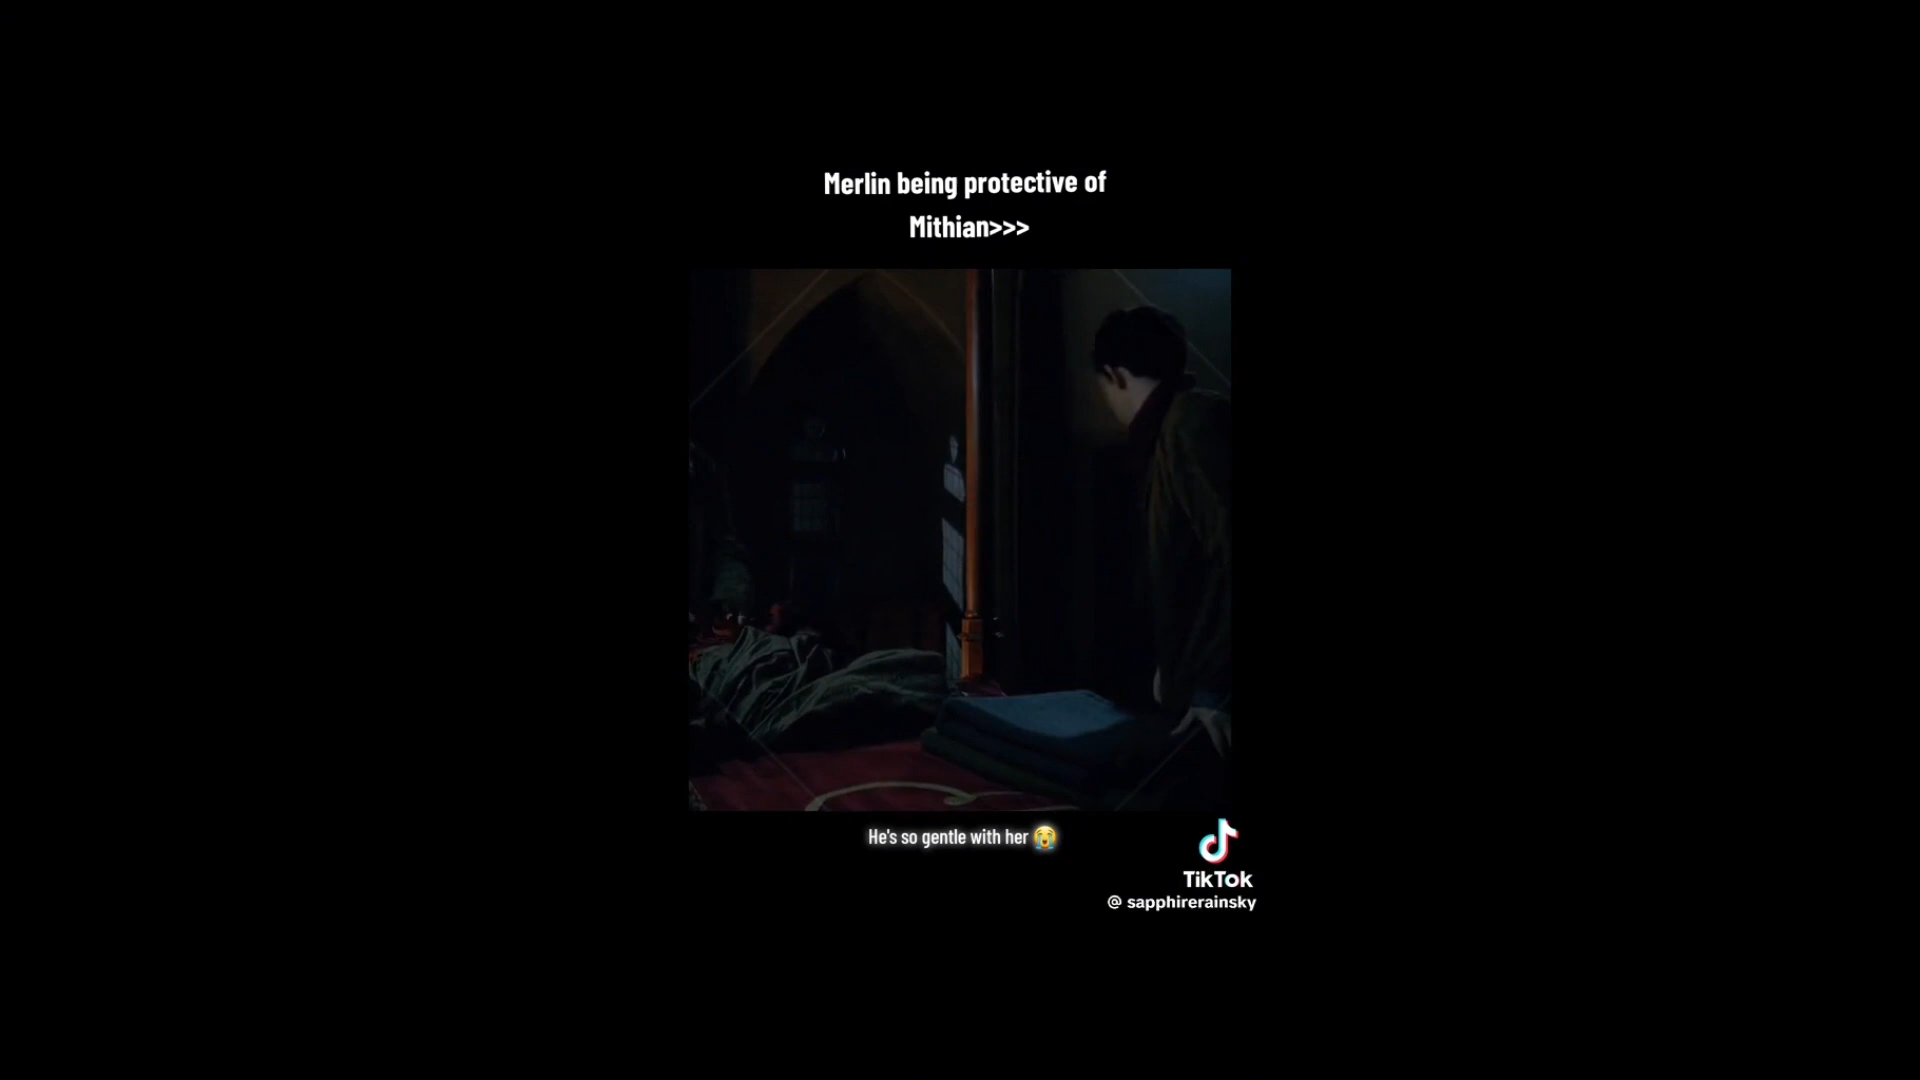 Merlin being protective of
Mithian>>>
He's so gentle with her 😭
TikTok
@ sapphirerainsky